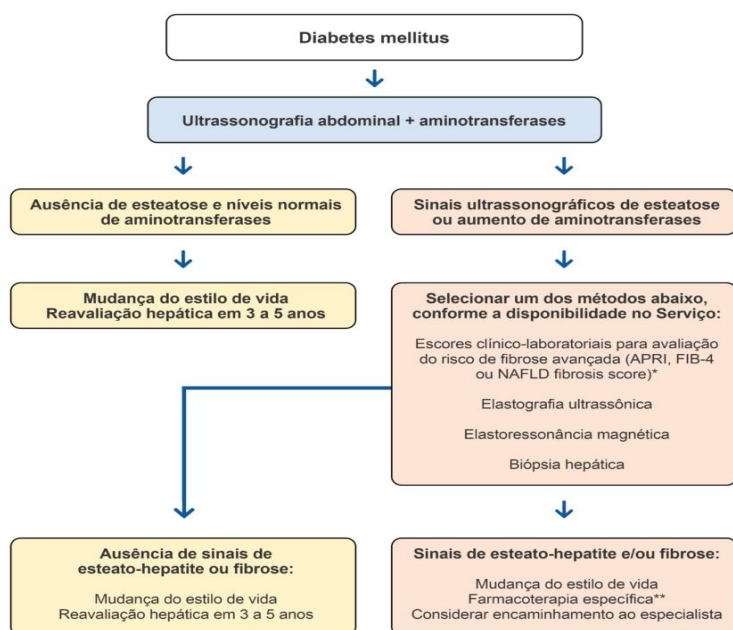 Diabetes mellitus
Ultrassonografia abdominal + aminotransferases
Ausência de esteatose e níveis normais
de aminotransferases
Sinais ultrassonográficos de esteatose
ou aumento de aminotransferases
Mudança do estilo de vida
Reavaliação hepática em 3 a 5 anos
Selecionar um dos métodos abaixo,
conforme a disponibilidade no Serviço:
Escores clínico-laboratoriais para avaliação
do risco de fibrose avançada (APRI, FIB-4
ou NAFLD fibrosis score)*
Elastografia ultrassônica
Elastoressonância magnética
Biópsia hepática
Ausência de sinais de
esteato-hepatite ou fibrose:
Mudança do estilo de vida
Reavaliação hepática em 3 a 5 anos
Sinais de esteato-hepatite e/ou fibrose:
Mudança do estilo de vida
Farmacoterapia específica**
Considerar encaminhamento ao especialista